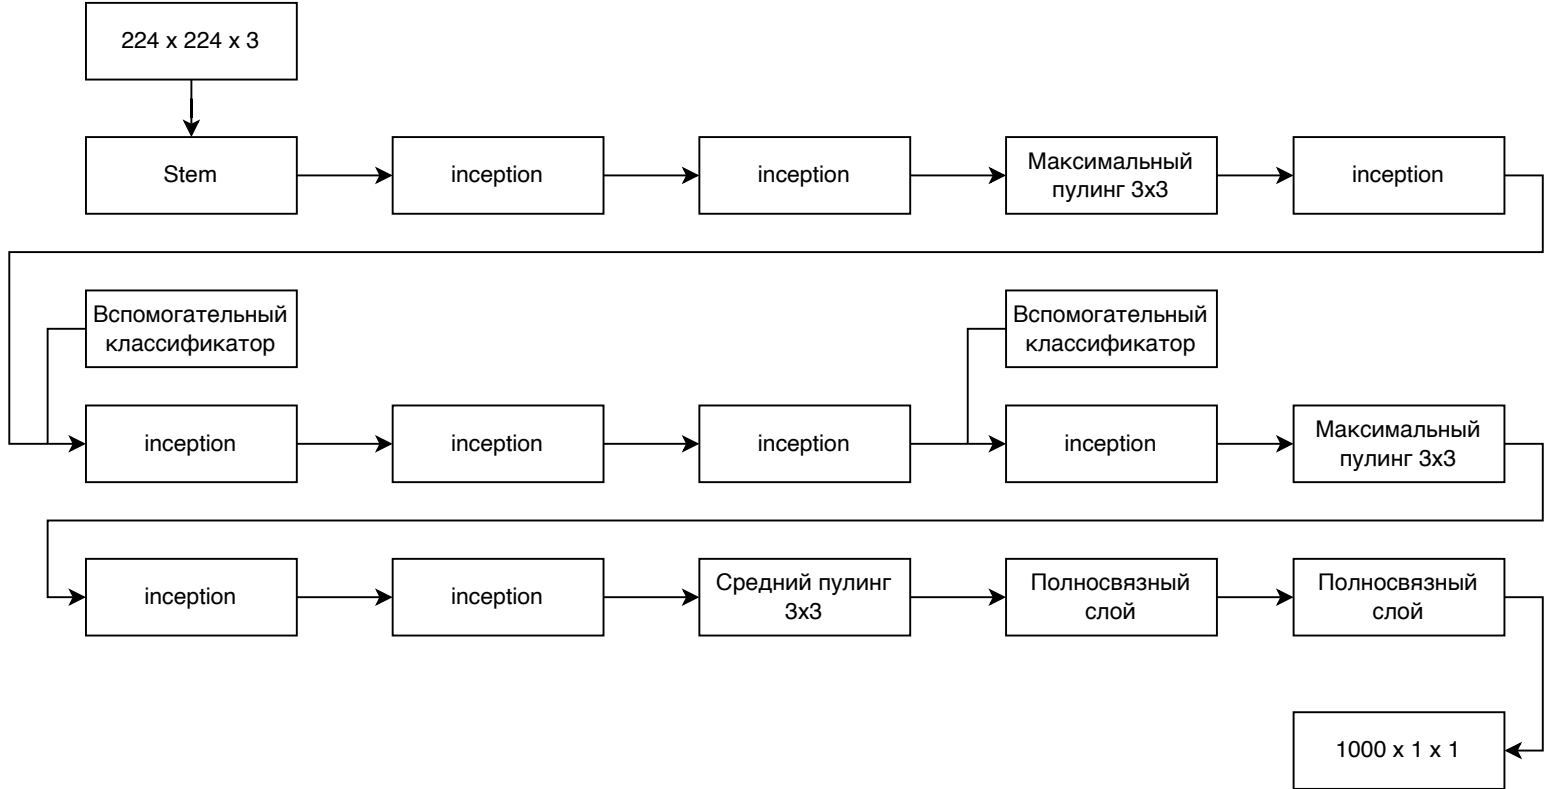 224 x 224 x 3
Stem
inception
inception
Максимальный
пулинг 3x3
inception
Вспомогательный
классификатор
Вспомогательный
классификатор
inception
inception
inception
inception
Максимальный
пулинг 3x3
inception
inception
Средний пулинг
3x3
Полносвязный
слой
Полносвязный
слой
1000 x 1 x 1